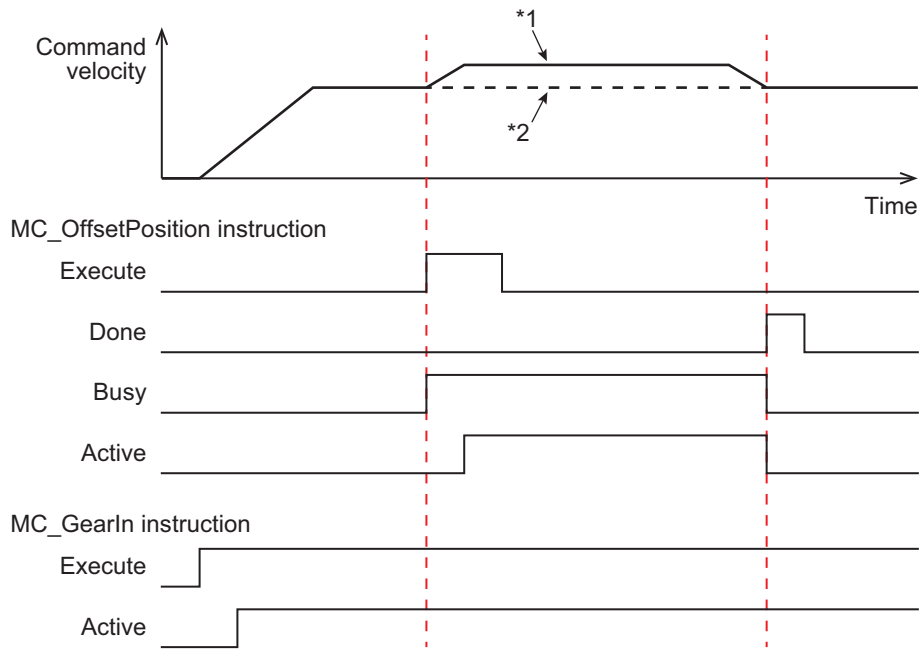 *1
Command
velocity
*2
Time
MC_OffsetPosition instruction
Execute
Done
Busy
Active
MC_GearIn instruction
Execute
Active